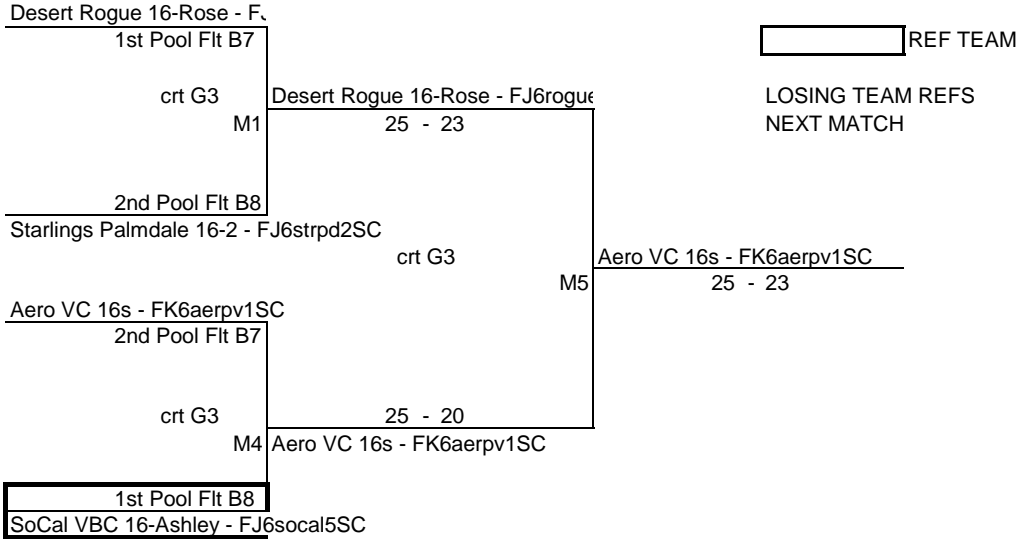 Desert Rogue 16-Rose - F
1st Pool Flt B7
REF TEAM
crt G3
Desert Rogue 16-Rose - FJ6rogue
LOSING TEAM REFS
M1
25 - 23
NEXT MATCH
2nd Pool Flt B8
Starlings Palmdale 16-2 - FJ6strpd2SC
crt G3
Aero VC 16s - FK6aerpv1SC
M5
25 - 23
Aero VC 16s - FK6aerpv1SC
2nd Pool Flt B7
crt G3
25 - 20
M4
Aero VC 16s - FK6aerpv1SC
1st Pool Flt B8
SoCal VBC 16-Ashley - FJ6socal5SC